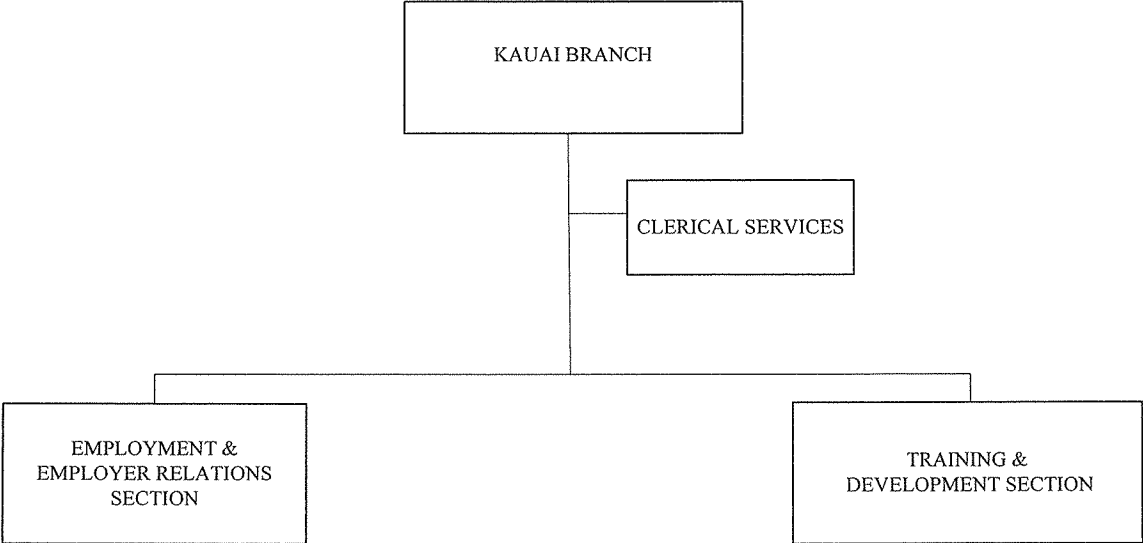 KAUAI BRANCH
CLERICAL SERVICES
EMPLOYMENT &
EMPLOYER RELATIONS
SECTION
TRAINING &
DEVELOPMENT SECTION